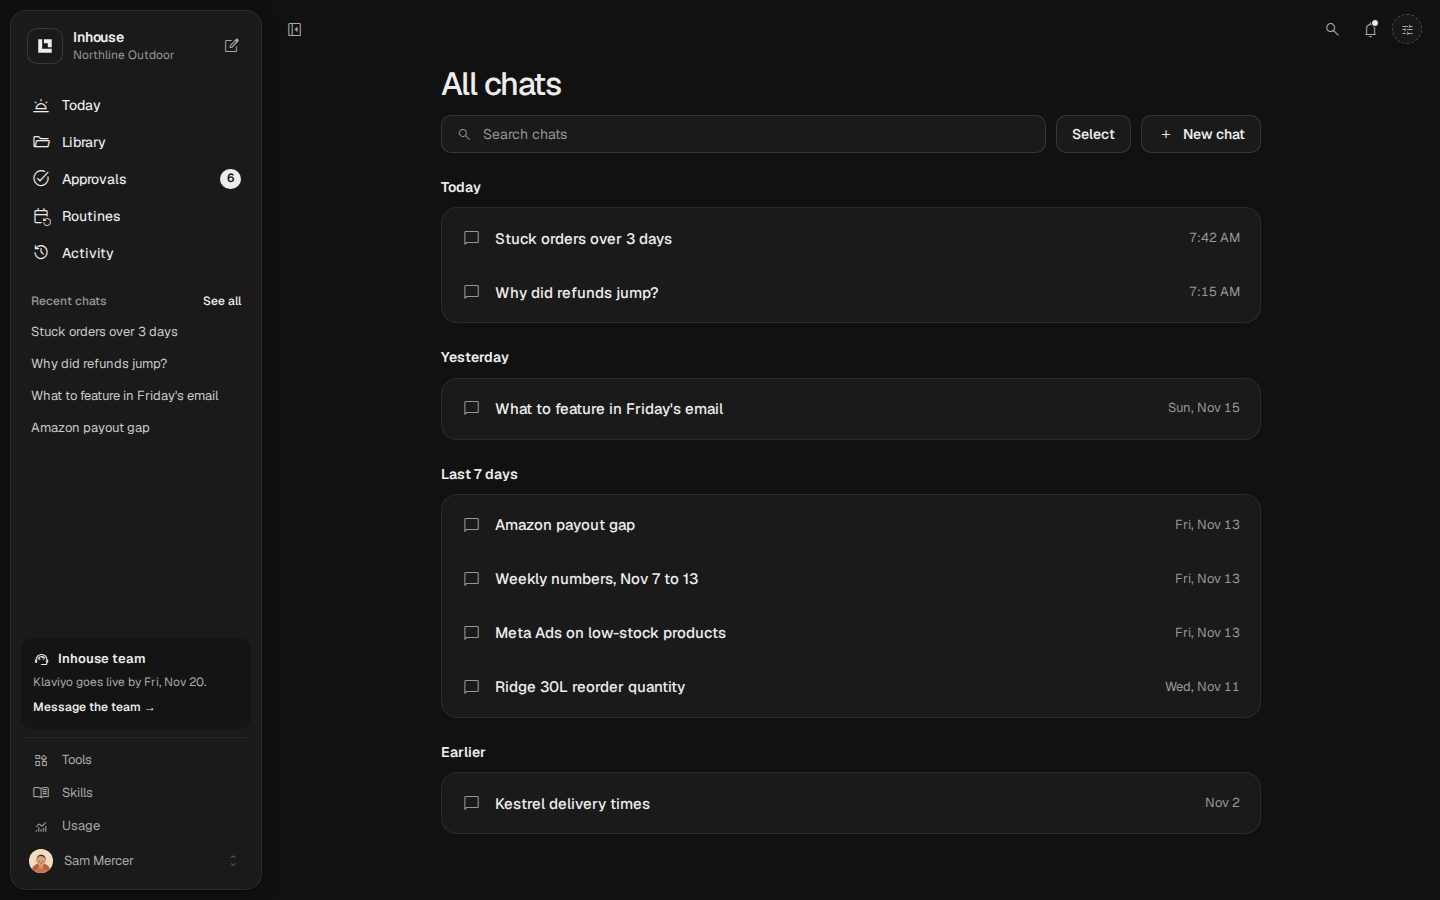 Inhouse
Northline Outdoor
Today
Library
Approvals 6
Routines
Activity
Recent chats See all
Stuck orders over 3 days
Why did refunds jump?
What to feature in Friday's email
Amazon payout gap
Inhouse team
Klaviyo goes live by Fri, Nov 20.
Message the team →
Tools
Skills
Usage
Sam Mercer
All chats
Search chats Select + New chat
Today
Stuck orders over 3 days 7:42 AM
Why did refunds jump? 7:15 AM
Yesterday
What to feature in Friday's email Sun, Nov 15
Last 7 days
Amazon payout gap Fri, Nov 13
Weekly numbers, Nov 7 to 13 Fri, Nov 13
Meta Ads on low-stock products Fri, Nov 13
Ridge 30L reorder quantity Wed, Nov 11
Earlier
Kestrel delivery times Nov 2